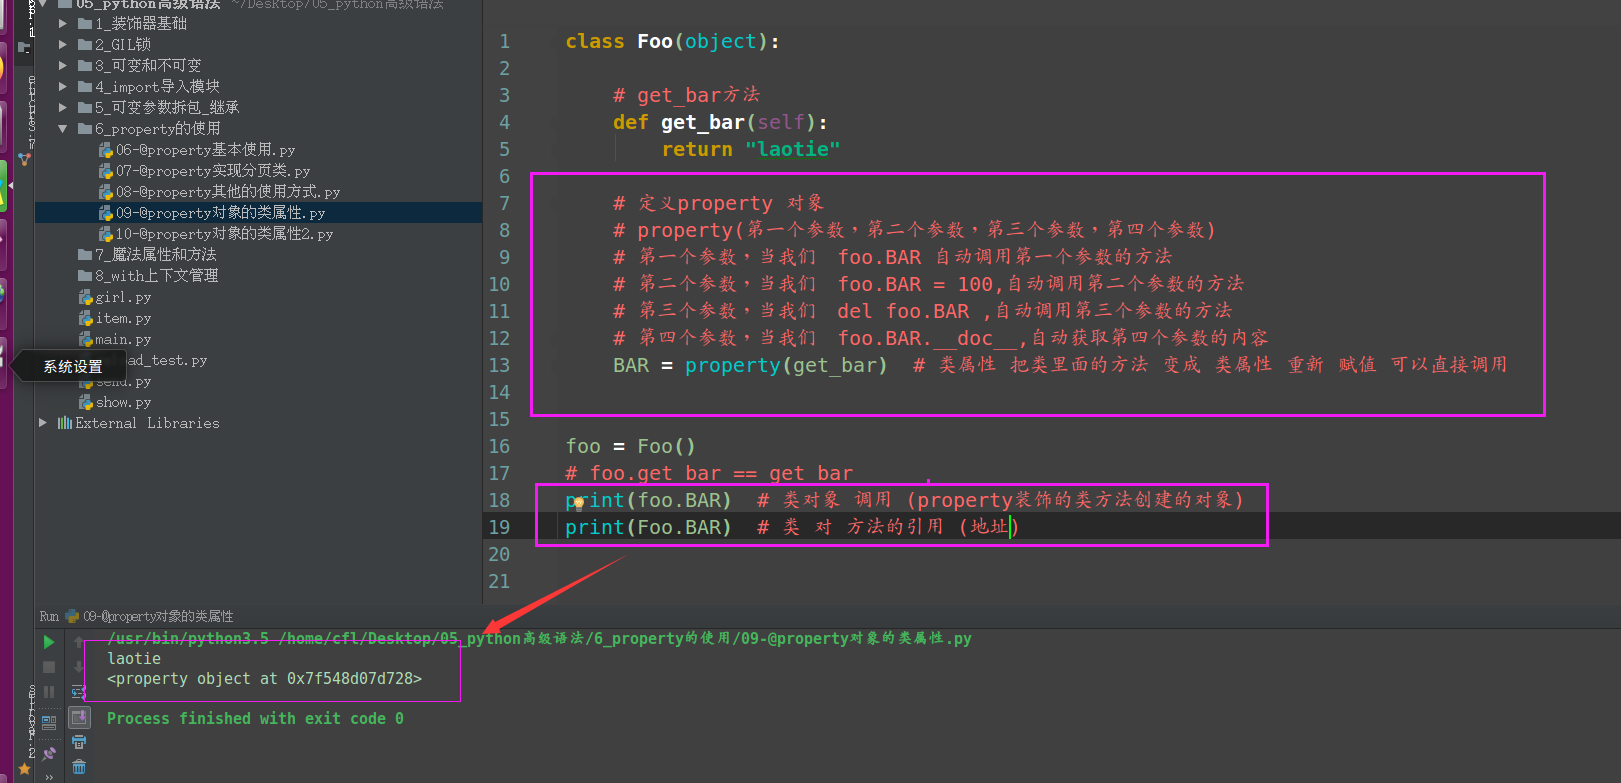 05_python高级语法 ~/Desktop/05_python高级语法
1_装饰器基础
2_GIL锁
3_可变和不可变
4_import导入模块
5_可变参数拆包_继承
6_property的使用
06-@property基本使用.py
07-@property实现分页类.py
08-@property其他的使用方式.py
09-@property对象的类属性.py
10-@property对象的类属性2.py
7_魔法属性和方法
8_with上下文管理
girl.py
item.py
main.py
load_test.py
系统设置
send.py
show.py
External Libraries
1 class Foo(object):
2
3 # get_bar方法
4 def get_bar(self):
5 return "laotie"
6
7 # 定义property 对象
8 # property(第一个参数，第二个参数，第三个参数，第四个参数)
9 # 第一个参数，当我们 foo.BAR 自动调用第一个参数的方法
10 # 第二个参数，当我们 foo.BAR = 100,自动调用第二个参数的方法
11 # 第三个参数，当我们 del foo.BAR ,自动调用第三个参数的方法
12 # 第四个参数，当我们 foo.BAR.__doc__,自动获取第四个参数的内容
13 BAR = property(get_bar) # 类属性 把类里面的方法 变成 类属性 重新 赋值 可以直接调用
14
15
16 foo = Foo()
17 # foo.get_bar == get_bar
18 print(foo.BAR) # 类对象 调用 (property装饰的类方法创建的对象)
19 print(Foo.BAR) # 类 对 方法的引用 (地址)
20
21
Run 09-@property对象的类属性
/usr/bin/python3.5 /home/cfl/Desktop/05_python高级语法/6_property的使用/09-@property对象的类属性.py
laotie
<property object at 0x7f548d07d728>
Process finished with exit code 0